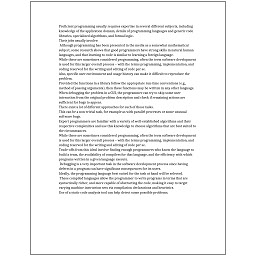 Proficient programming usually requires expertise in several different subjects, including
knowledge of the application domain, details of programming languages and generic code
libraries, specialized algorithms, and formal logic.
There jobs usually involve:
Although programming has been presented in the media as a somewhat mathematical
subject, some research shows that good programmers have strong skills in natural human
languages, and that learning to code is similar to learning a foreign language.
While these are sometimes considered programming, often the term software development
is used for this larger overall process – with the terms programming, implementation, and
coding reserved for the writing and editing of code per se.
Also, specific user environment and usage history can make it difficult to reproduce the
problem.
Provided the functions in a library follow the appropriate run-time conventions (e.g.,
method of passing arguments), then these functions may be written in any other language.
When debugging the problem in a GUI, the programmer can try to skip some user
interaction from the original problem description and check if remaining actions are
sufficient for bugs to appear.
There exist a lot of different approaches for each of those tasks.
This can be a non-trivial task, for example as with parallel processes or some unusual
software bugs.
Expert programmers are familiar with a variety of well-established algorithms and their
respective complexities and use this knowledge to choose algorithms that are best suited to
the circumstances.
While these are sometimes considered programming, often the term software development
is used for this larger overall process – with the terms programming, implementation, and
coding reserved for the writing and editing of code per se.
Trade-offs from this ideal involve finding enough programmers who know the language to
build a team, the availability of compilers for that language, and the efficiency with which
programs written in a given language execute.
Debugging is a very important task in the software development process since having
defects in a program can have significant consequences for its users.
Ideally, the programming language best suited for the task at hand will be selected.
These compiled languages allow the programmer to write programs in terms that are
syntactically richer, and more capable of abstracting the code, making it easy to target
varying machine instruction sets via compilation declarations and heuristics.
Use of a static code analysis tool can help detect some possible problems.